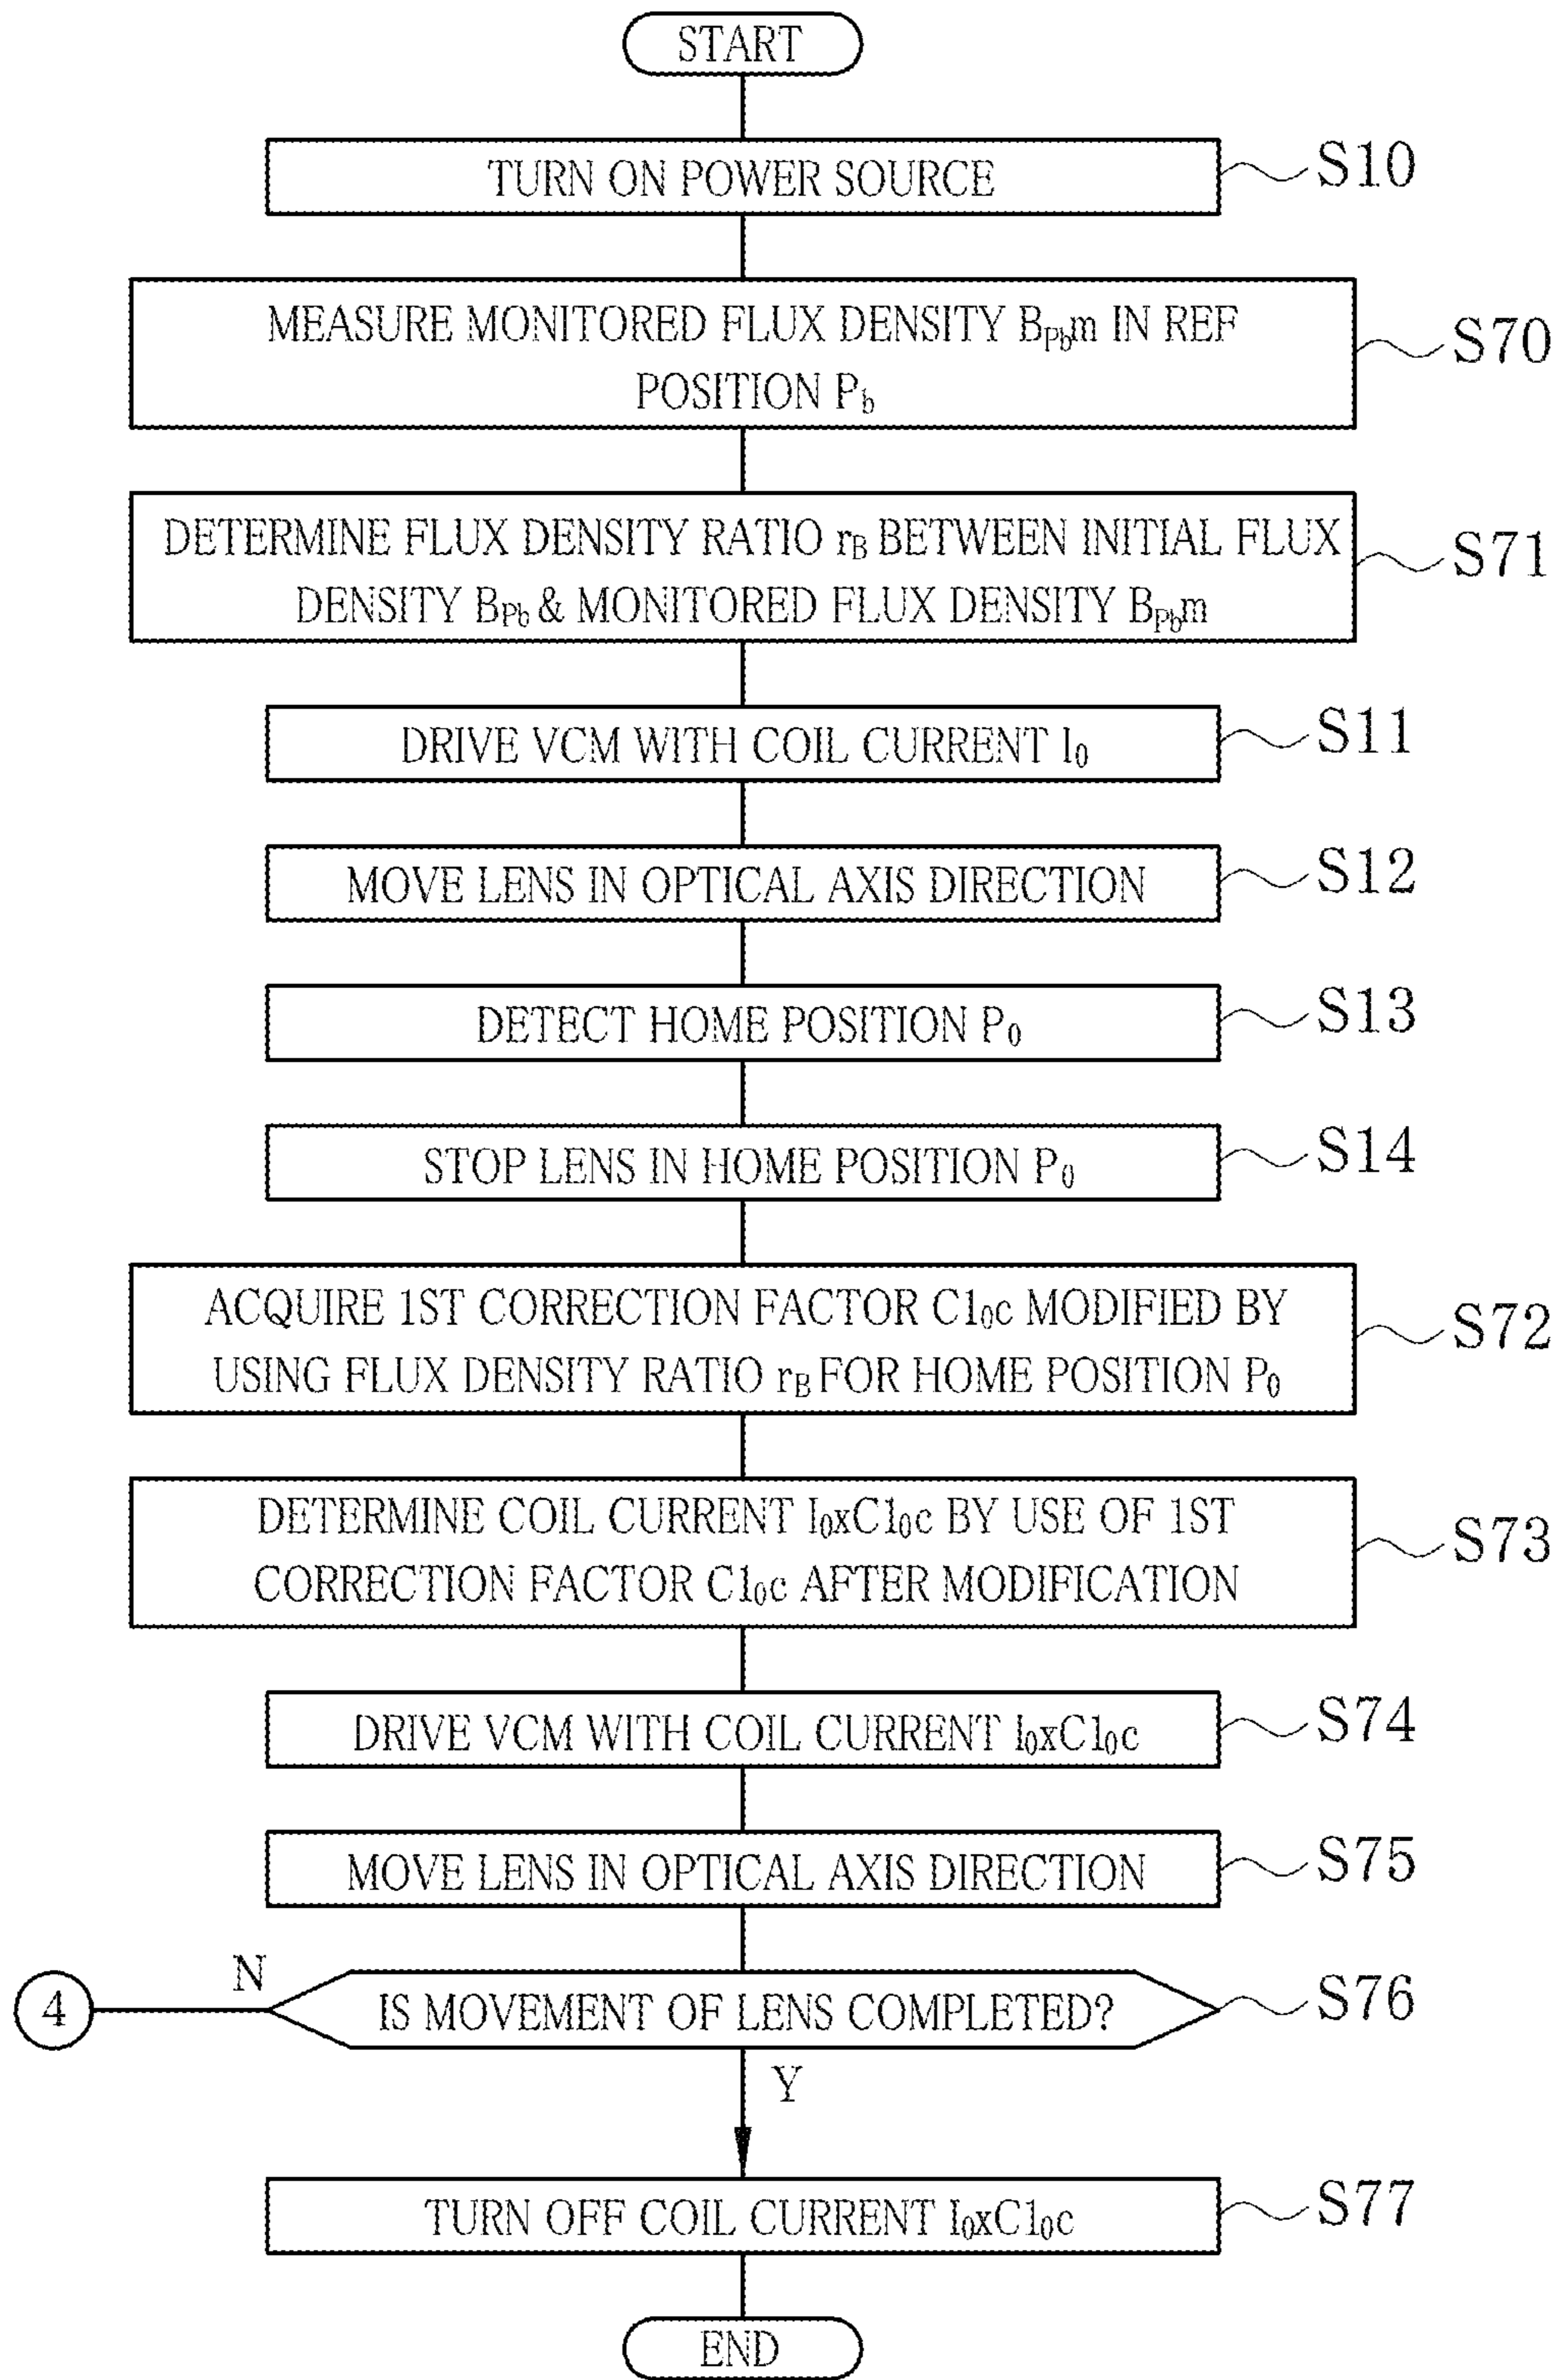 START
TURN ON POWER SOURCE
S10
MEASURE MONITORED FLUX DENSITY BPbm IN REF
POSITION Pb
S70
DETERMINE FLUX DENSITY RATIO rB BETWEEN INITIAL FLUX
DENSITY BPb & MONITORED FLUX DENSITY BPbm
S71
DRIVE VCM WITH COIL CURRENT I0
S11
MOVE LENS IN OPTICAL AXIS DIRECTION
S12
DETECT HOME POSITION P0
S13
STOP LENS IN HOME POSITION P0
S14
ACQUIRE 1ST CORRECTION FACTOR C10c MODIFIED BY
USING FLUX DENSITY RATIO rB FOR HOME POSITION P0
S72
DETERMINE COIL CURRENT I0xC10c BY USE OF 1ST
CORRECTION FACTOR C10c AFTER MODIFICATION
S73
DRIVE VCM WITH COIL CURRENT I0xC10c
S74
MOVE LENS IN OPTICAL AXIS DIRECTION
S75
N
4
IS MOVEMENT OF LENS COMPLETED?
S76
Y
TURN OFF COIL CURRENT I0xC10c
S77
END